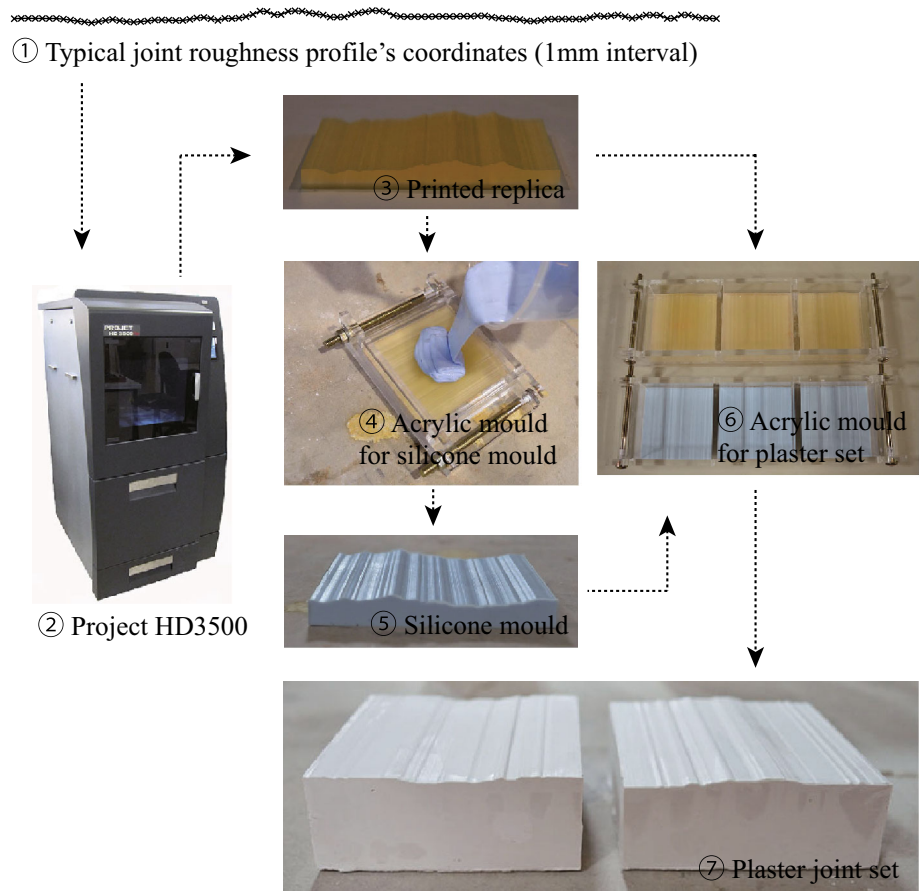 ① Typical joint roughness profile's coordinates (1mm interval)
③ Printed replica
PROJET
④ Acrylic mould
for silicone mould
⑥ Acrylic mould
for plaster set
② Project HD3500
⑤ Silicone mould
⑦ Plaster joint set